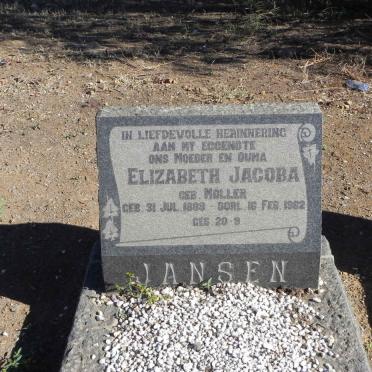 IN LIEFDEVOLLE HERINNERING
AAN MY EGGENOTE
ONS MOEDER EN OUMA
ELIZABETH JACOBA
GEB. MOLLER
GEB. 31 JUL. 1889 - OORL. 16 FEB. 1962
GES. 20-9
JANSEN